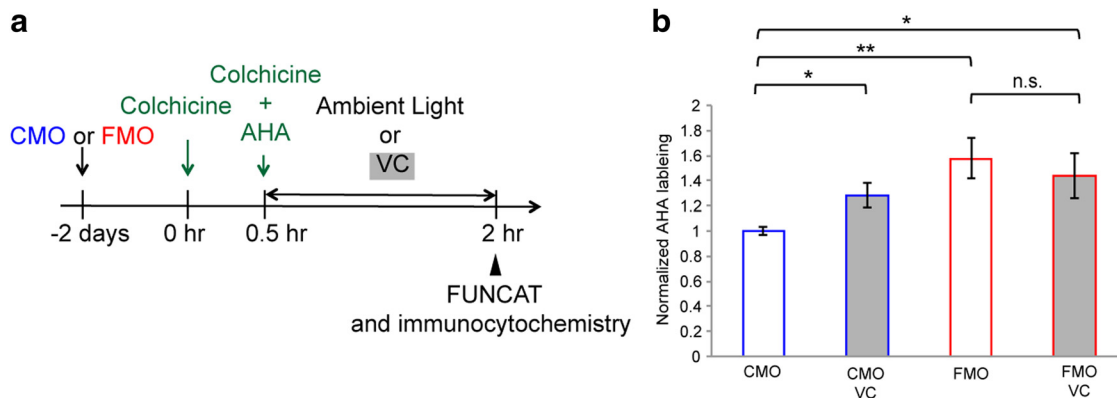 a
Colchicine
Colchicine
+
AHA
Ambient Light
or
VC
CMO or FMO
-2 days
0 hr
0.5 hr
2 hr
FUNCAT
and immunocytochemistry
b
*
**
*
n.s.
Normalized AHA lableing
2
1.8
1.6
1.4
1.2
1
0.8
0.6
0.4
0.2
0
CMO
CMO
VC
FMO
FMO
VC